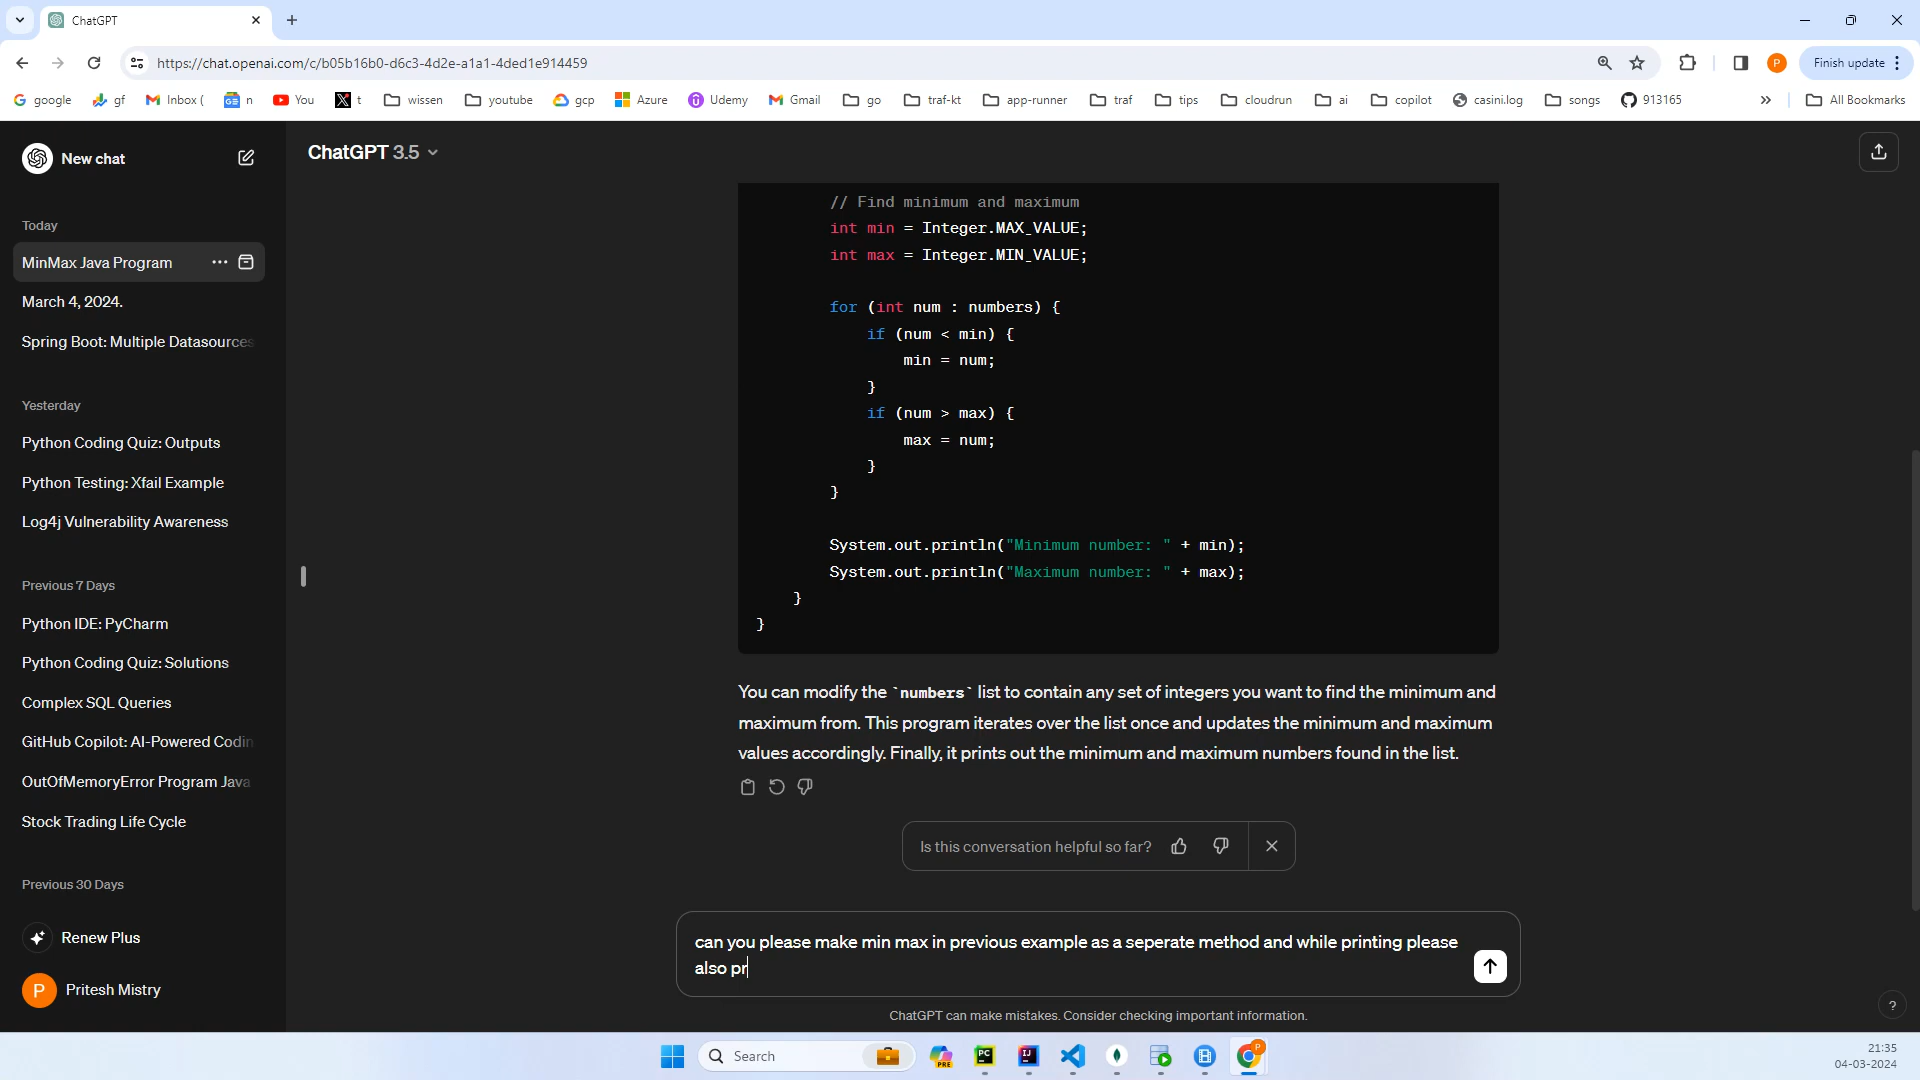 ChatGPT
https://chat.openai.com/c/b05b16b0-d6c3-4d2e-a1a1-4ded1e914459
Finish update
google
gf
Inbox (
n
You
t
wissen
youtube
gcp
Azure
Udemy
Gmail
go
traf-kt
app-runner
traf
tips
cloudrun
ai
copilot
casini.log
songs
913165
»
All Bookmarks
New chat
ChatGPT 3.5
Today
MinMax Java Program
March 4, 2024.
Spring Boot: Multiple Datasources
Yesterday
Python Coding Quiz: Outputs
Python Testing: Xfail Example
Log4j Vulnerability Awareness
Previous 7 Days
Python IDE: PyCharm
Python Coding Quiz: Solutions
Complex SQL Queries
GitHub Copilot: AI-Powered Codin
OutOfMemoryError Program Java
Stock Trading Life Cycle
Previous 30 Days
Renew Plus
P
Pritesh Mistry
// Find minimum and maximum
int min = Integer.MAX_VALUE;
int max = Integer.MIN_VALUE;
for (int num : numbers) {
if (num < min) {
min = num;
}
if (num > max) {
max = num;
}
}
System.out.println("Minimum number: " + min);
System.out.println("Maximum number: " + max);
}
}
You can modify the `numbers` list to contain any set of integers you want to find the minimum and
maximum from. This program iterates over the list once and updates the minimum and maximum
values accordingly. Finally, it prints out the minimum and maximum numbers found in the list.
Is this conversation helpful so far?
can you please make min max in previous example as a seperate method and while printing please
also pr
ChatGPT can make mistakes. Consider checking important information.
?
Search
PRE
PC
IJ
P
21:35
04-03-2024